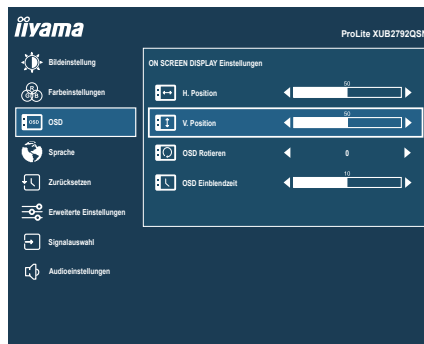 iiyama
ProLite XUB2792QSN
Bildeinstellung
Farbeinstellungen
R
G B
OSD OSD
Sprache
Zurücksetzen
Erweiterte Einstellungen
Signalauswahl
Audioeinstellungen
ON SCREEN DISPLAY Einstellungen
H. Position
50
V. Position
50
OSD Rotieren
0
OSD Einblendzeit
10